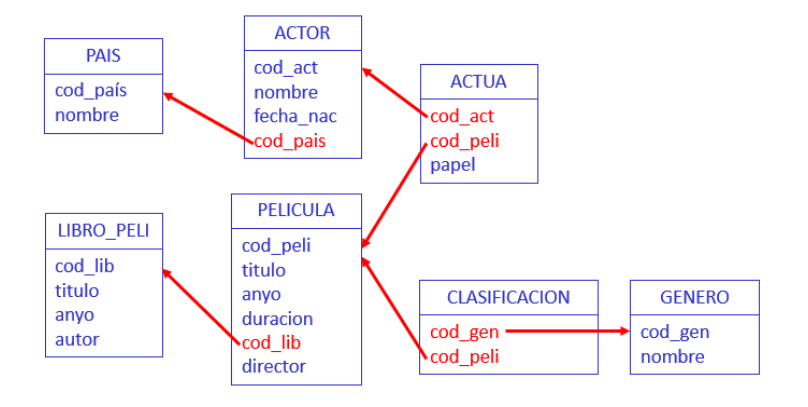 PAIS
cod_país
nombre
ACTOR
cod_act
nombre
fecha_nac
cod_pais
ACTUA
cod_act
cod_peli
papel
LIBRO_PELI
cod_lib
titulo
anyo
autor
PELICULA
cod_peli
titulo
anyo
duracion
cod_lib
director
CLASIFICACION
cod_gen
cod_peli
GENERO
cod_gen
nombre